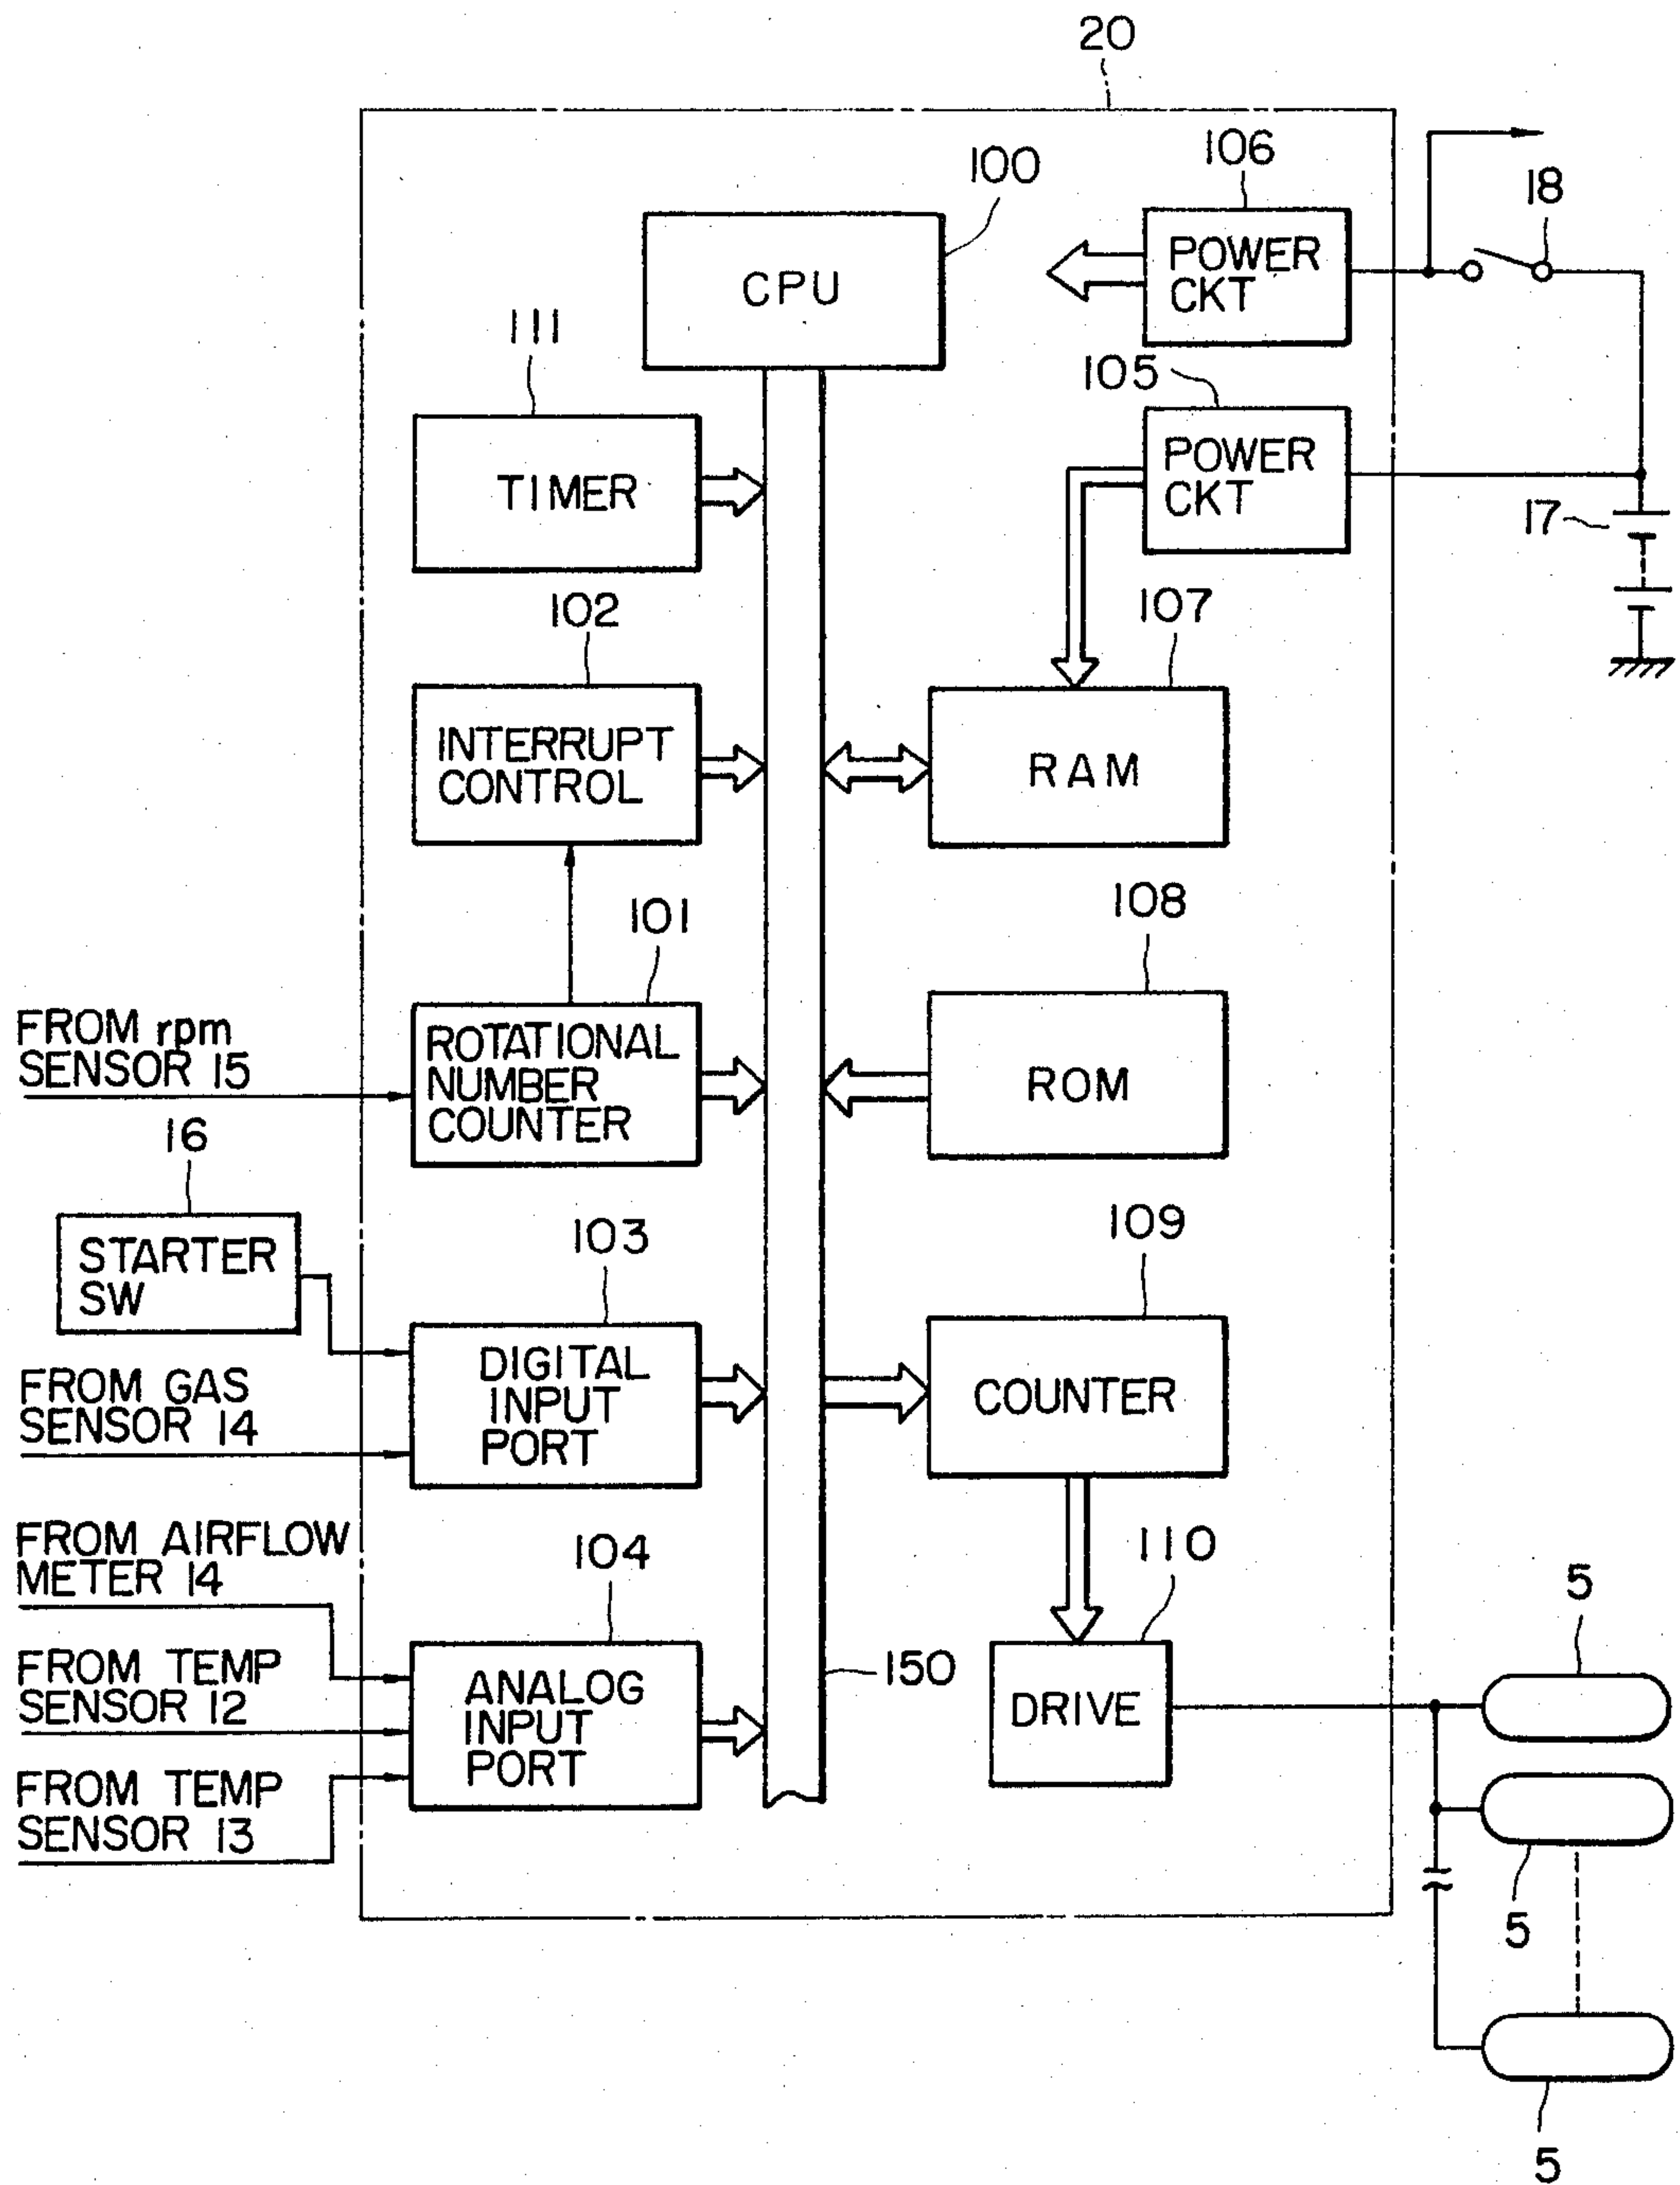 20
100
106
18
CPU
POWER
CKT
111
105
TIMER
POWER
CKT
17
102
107
INTERRUPT
CONTROL
RAM
101
108
FROM rpm
SENSOR 15
ROTATIONAL
NUMBER
COUNTER
ROM
16
STARTER
SW
103
109
FROM GAS
SENSOR 14
DIGITAL
INPUT
PORT
COUNTER
FROM AIRFLOW
METER 14
104
110
5
FROM TEMP
SENSOR 12
ANALOG
INPUT
PORT
150
DRIVE
FROM TEMP
SENSOR 13
5
5